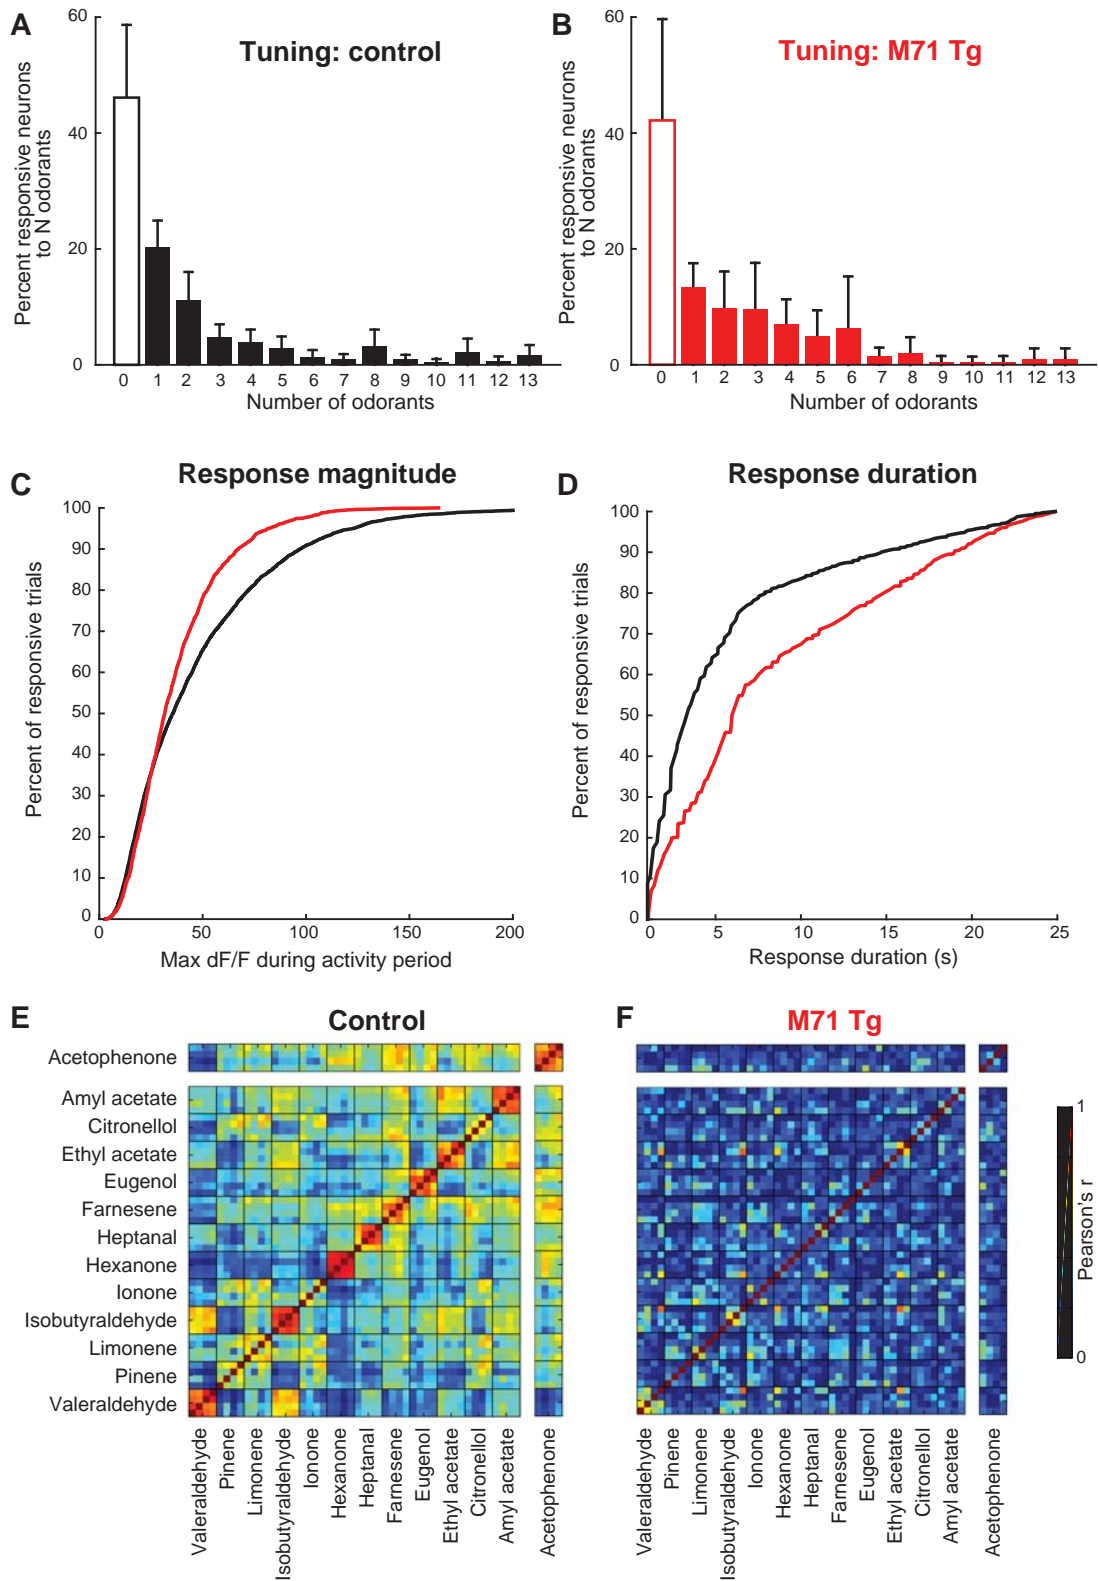 A
Tuning: control
Percent responsive neurons
to N odorants
60
40
20
0
0 1 2 3 4 5 6 7 8 9 10 11 12 13
Number of odorants
B
Tuning: M71 Tg
Percent responsive neurons
to N odorants
60
40
20
0
0 1 2 3 4 5 6 7 8 9 10 11 12 13
Number of odorants
C
Response magnitude
Percent of responsive trials
100
90
80
70
60
50
40
30
20
10
0
0 50 100 150 200
Max dF/F during activity period
D
Response duration
Percent of responsive trials
100
90
80
70
60
50
40
30
20
10
0
0 5 10 15 20 25
Response duration (s)
E
Control
Acetophenone
Amyl acetate
Citronellol
Ethyl acetate
Eugenol
Farnesene
Heptanal
Hexanone
Ionone
Isobutyraldehyde
Limonene
Pinene
Valeraldehyde
Valeraldehyde
Pinene
Limonene
Isobutyraldehyde
Ionone
Hexanone
Heptanal
Farnesene
Eugenol
Ethyl acetate
Citronellol
Amyl acetate
Acetophenone
F
M71 Tg
Valeraldehyde
Pinene
Limonene
Isobutyraldehyde
Ionone
Hexanone
Heptanal
Farnesene
Eugenol
Ethyl acetate
Citronellol
Amyl acetate
Acetophenone
1
Pearson's r
0